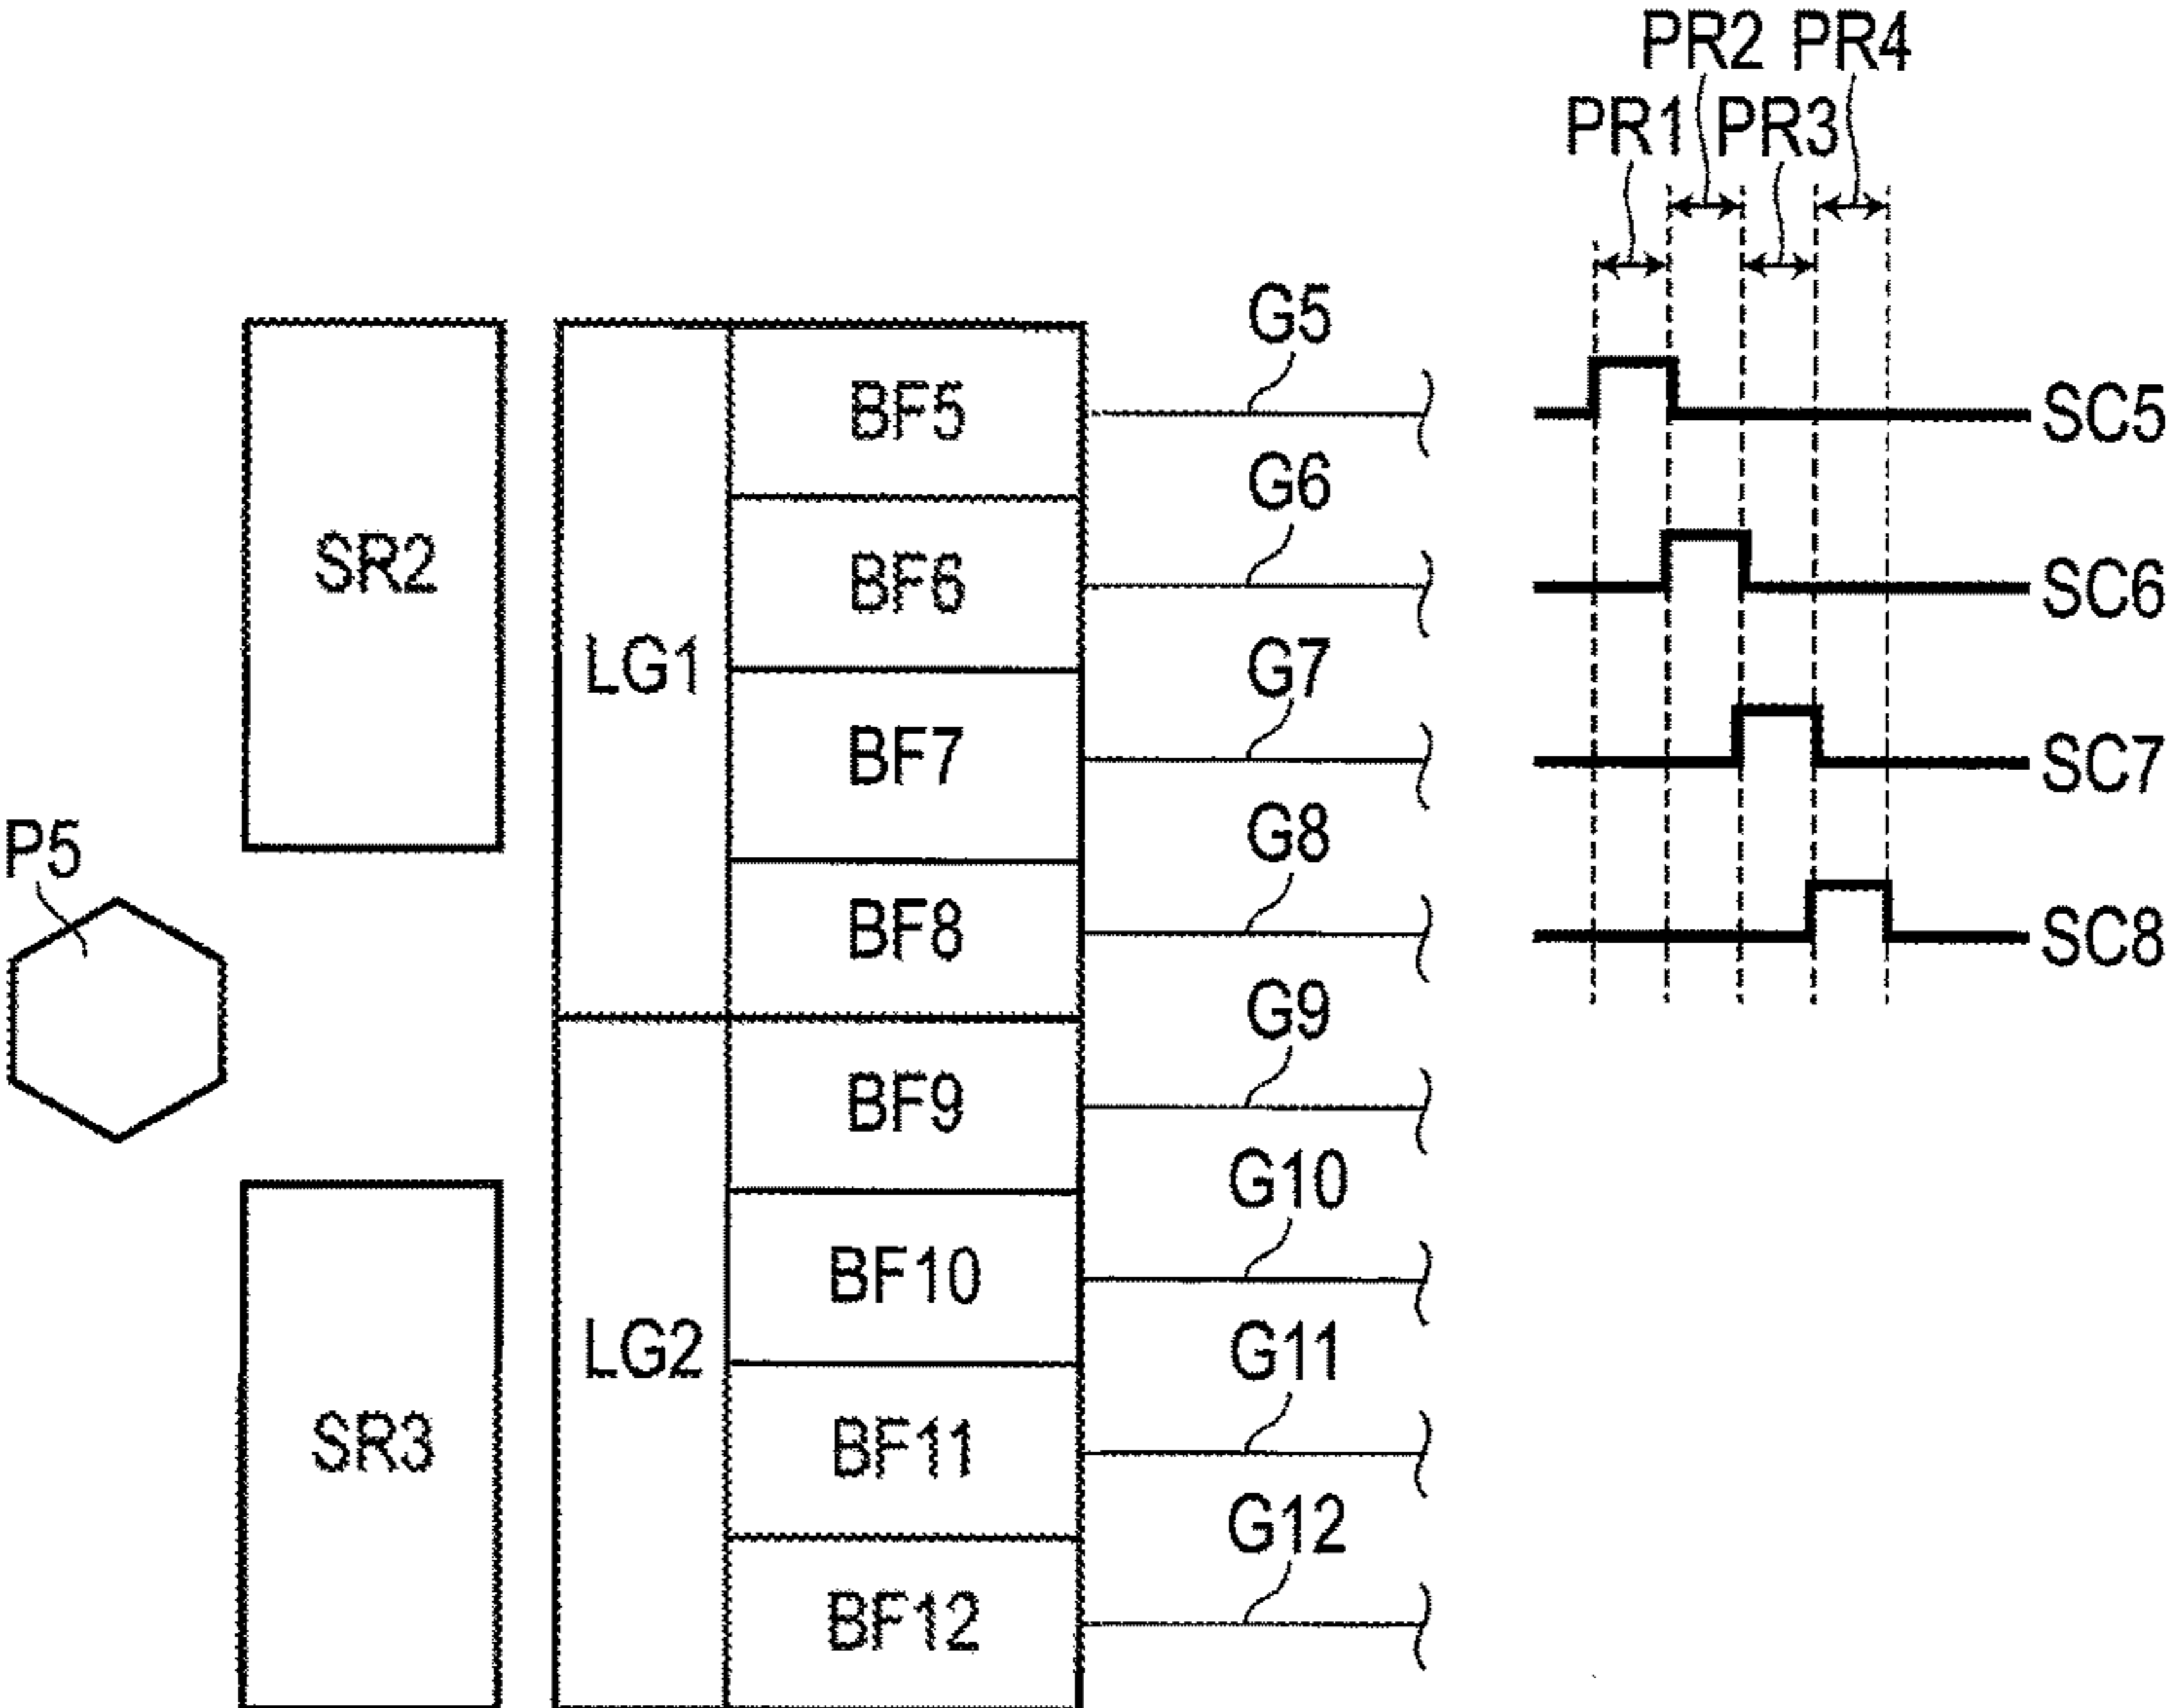 PR2 PR4
PR1 PR3
G5
BF5
SC5
G6
SR2
BF6
SC6
LG1
G7
BF7
SC7
P5
G8
BF8
SC8
G9
BF9
G10
BF10
LG2
G11
SR3
BF11
G12
BF12